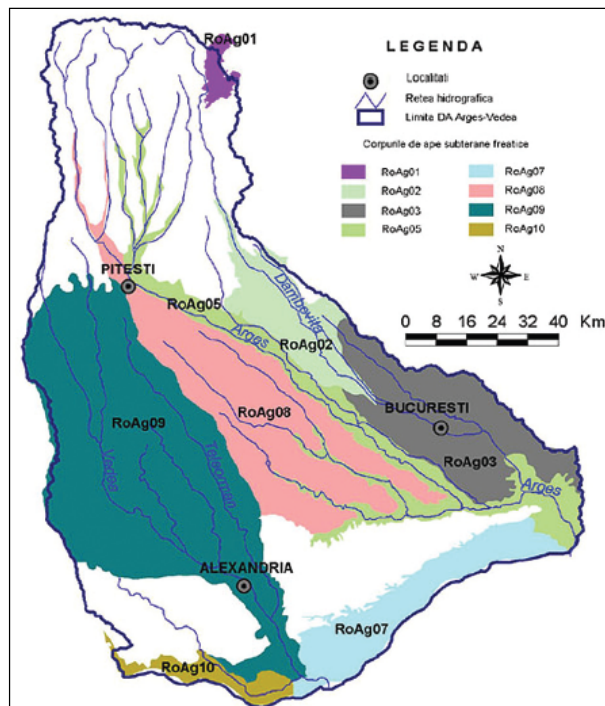 RoAg01
LEGENDA
Localitati
Retea hidrografica
Limita DA Arges-Vedea
Corpurile de ape subterane freatice
RoAg01
RoAg02
RoAg03
RoAg05
RoAg07
RoAg08
RoAg09
RoAg10
N
W E
S
0 8 16 24 32 40 Km
PITESTI
RoAg05
Dambovita
Arges
RoAg02
BUCURESTI
RoAg08
RoAg09
RoAg03
Vedea
Teleorman
Arges
ALEXANDRIA
RoAg07
RoAg10